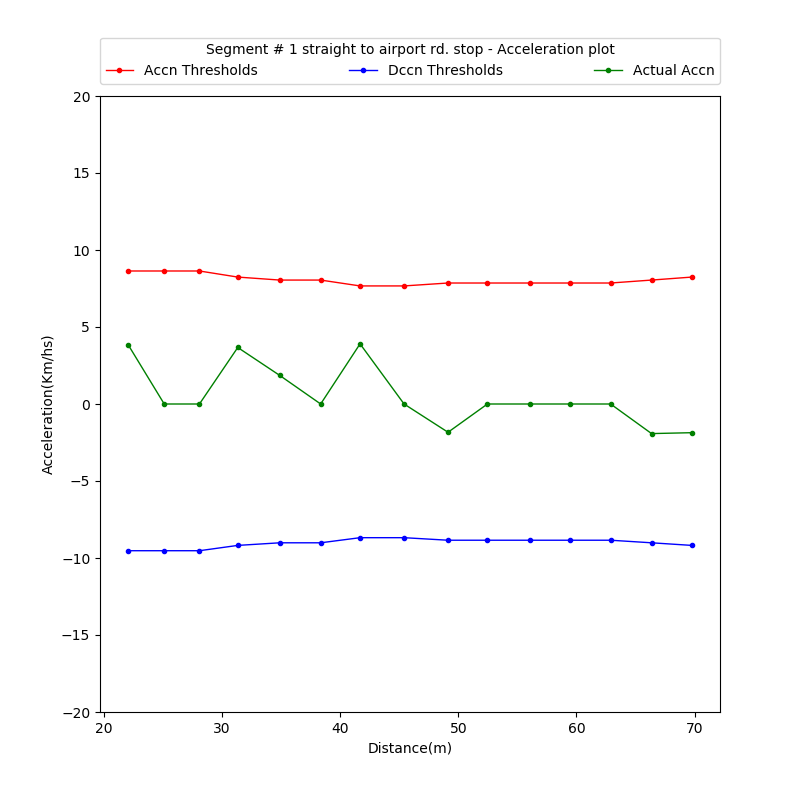 Segment # 1 straight to airport rd. stop - Acceleration plot
Accn Thresholds Dccn Thresholds Actual Accn
20
15
10
5
0
−5
−10
−15
−20
Acceleration(Km/hs)
20 30 40 50 60 70
Distance(m)